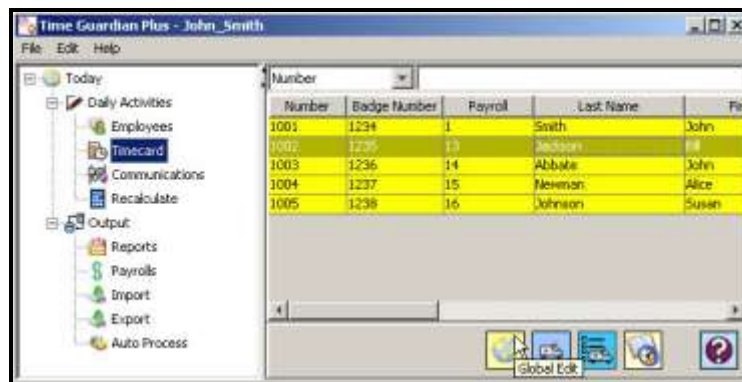 Time Guardian Plus - John_Smith
File Edit Help
Today
Daily Activities
Employees
Timecard
Communications
Recalculate
Output
Reports
Payrolls
Import
Export
Auto Process
Number
Number Badge Number Payroll Last Name
1001 1234 1 Smith John
1002 1235 13 Jackson Bill
1003 1236 14 Abbate John
1004 1237 15 Newman Alice
1005 1238 16 Johnson Susan
Global Edit